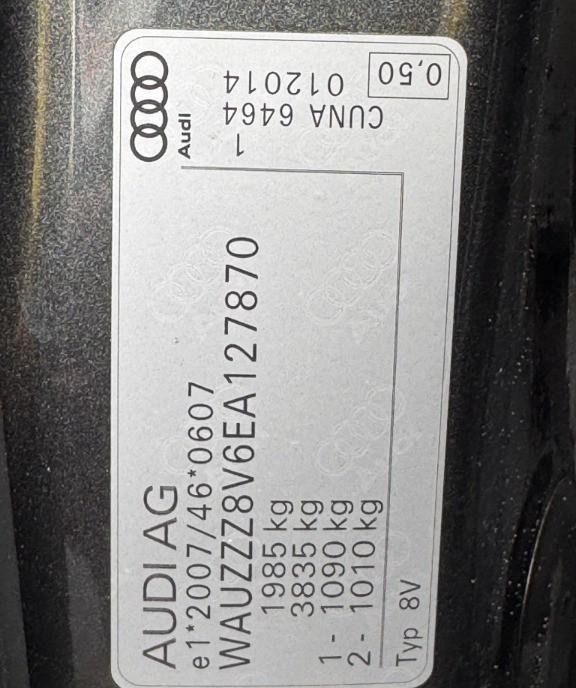 AUDI AG
e1*2007/46*0607
WAUZZZ8V6EA127870
1985 kg
3835 kg
1 - 1090 kg
2 - 1010 kg
Typ 8V
Audi
1
CUNA 6464
012014
0,50